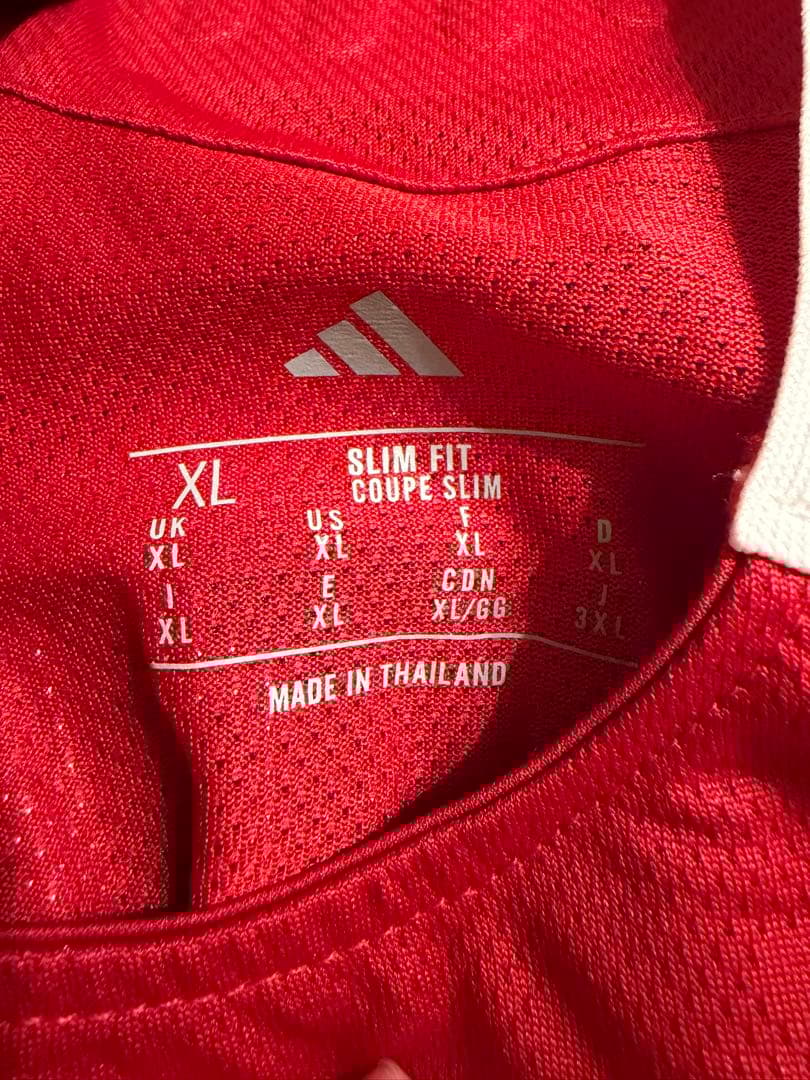 XL SLIM FIT
COUPE SLIM
UK US F D
XL XL XL XL
I E CDN J
XL XL XL/GG 3XL
MADE IN THAILAND